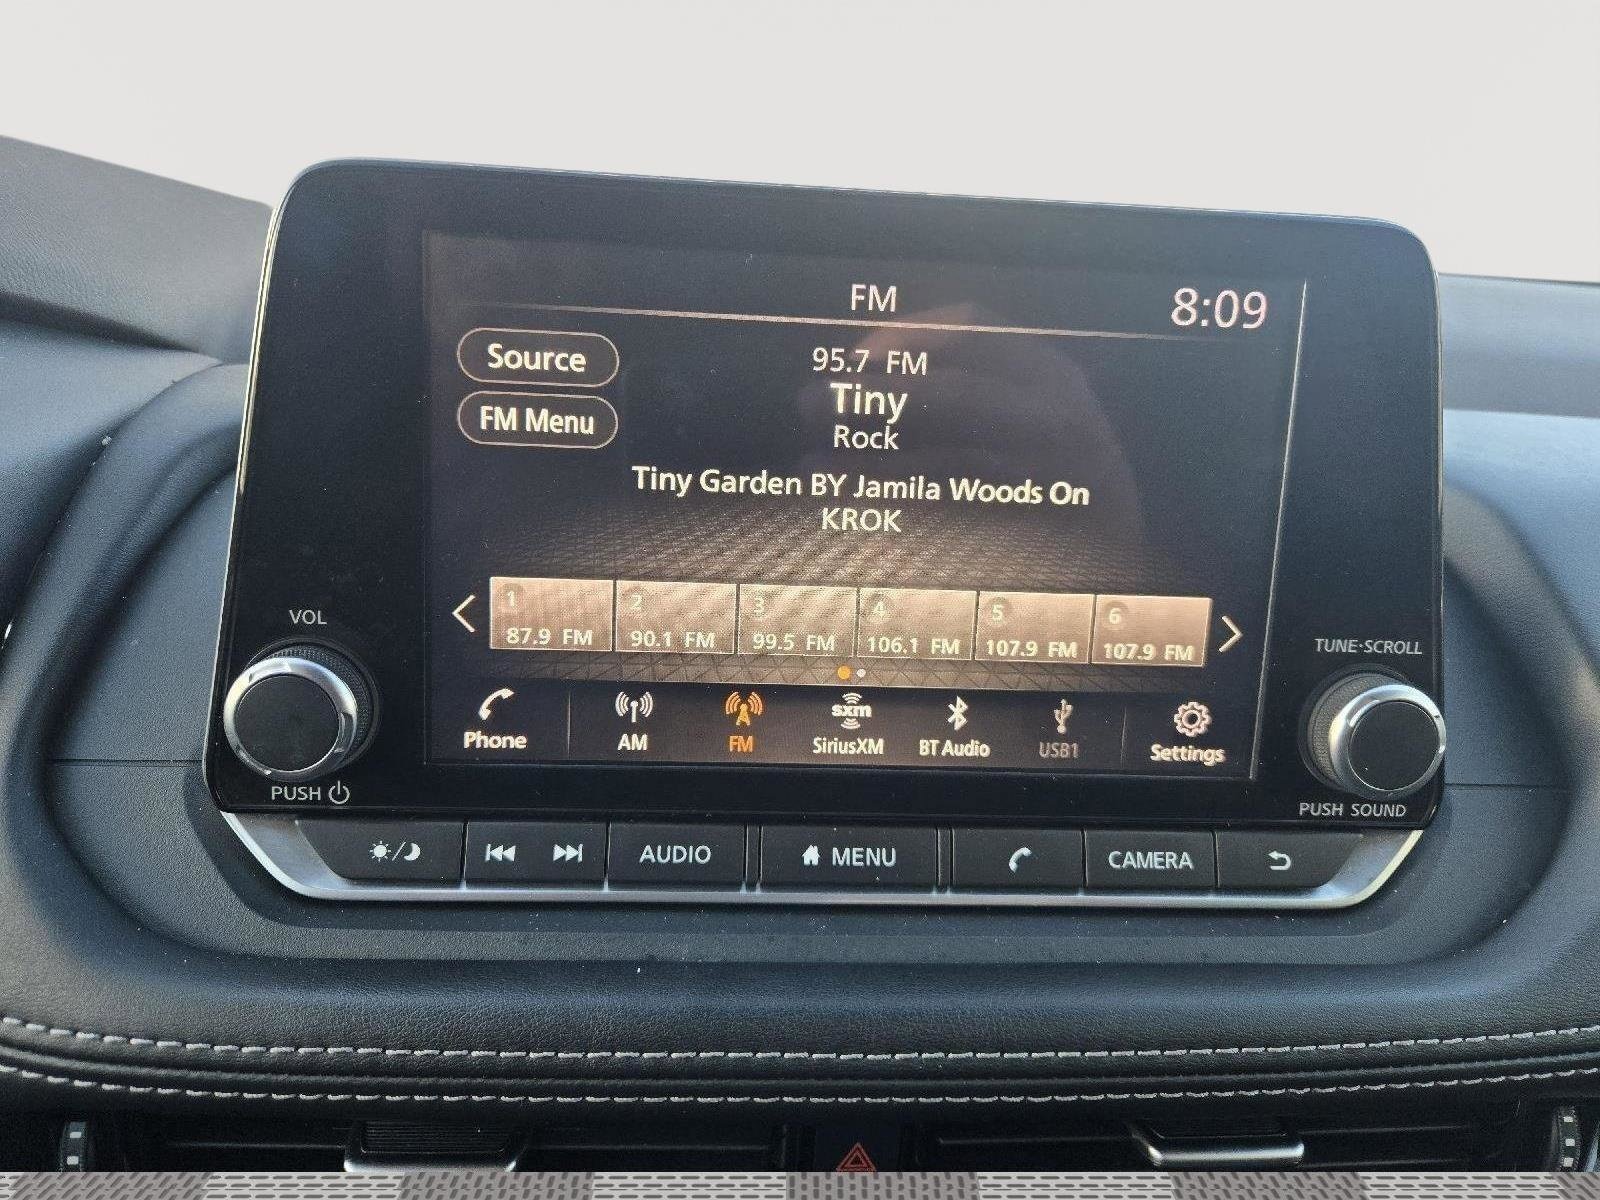 FM
8:09
Source
95.7 FM
Tiny
FM Menu
Rock
Tiny Garden BY Jamila Woods On
KROK
1
87.9 FM
2
90.1 FM
3
99.5 FM
4
106.1 FM
5
107.9 FM
6
107.9 FM
VOL
TUNE·SCROLL
Phone
AM
FM
sxm
SiriusXM
BT Audio
USB1
Settings
PUSH
PUSH SOUND
AUDIO
MENU
CAMERA